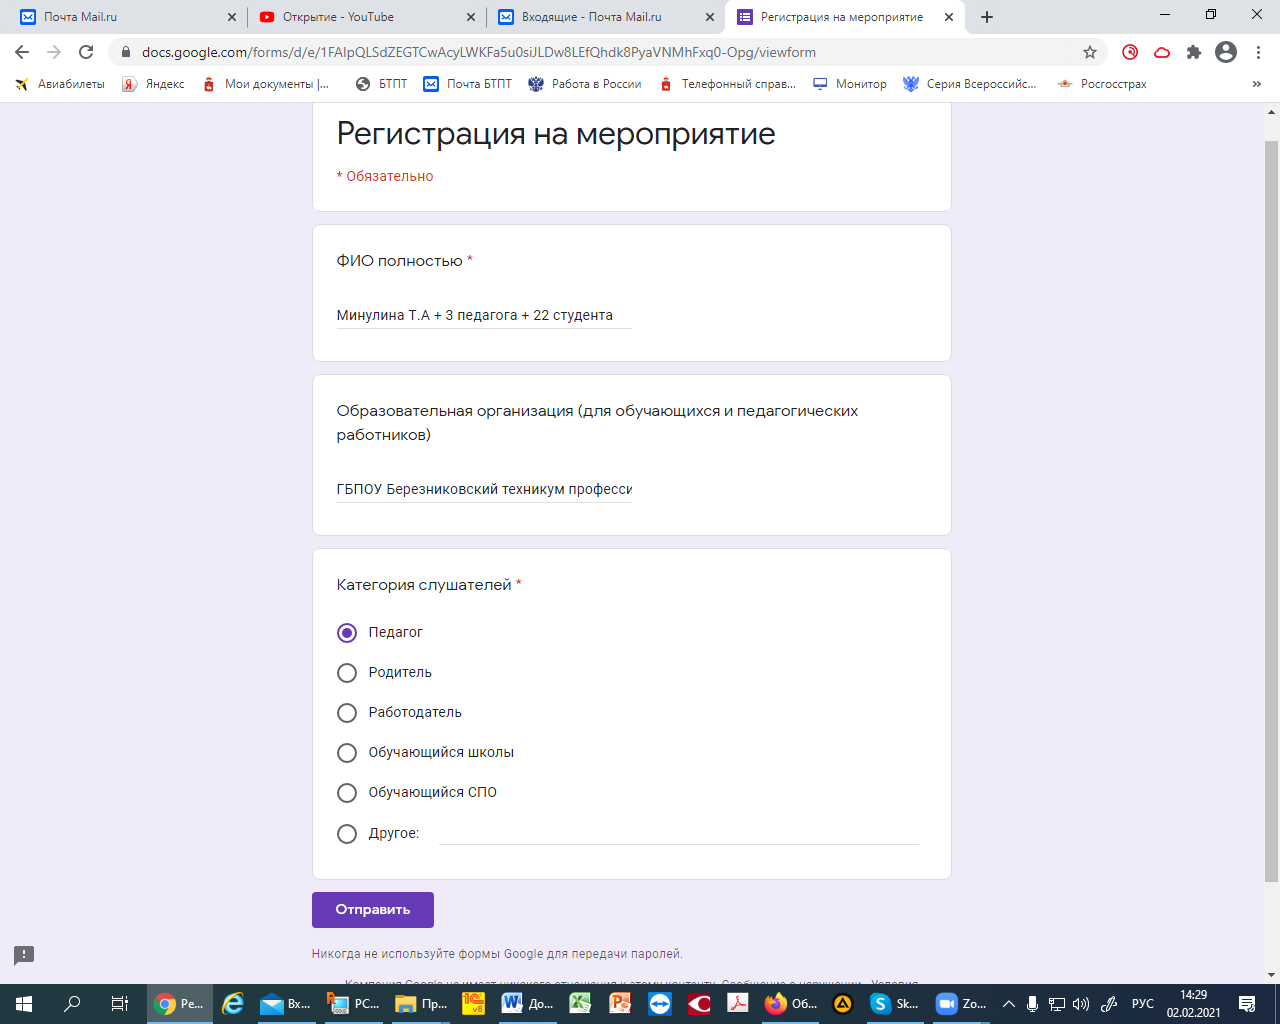 Почта Mail.ru
Открытие - YouTube
Входящие - Почта Mail.ru
Регистрация на мероприятие
docs.google.com/forms/d/e/1FAIpQLSdZEGTCwAcyLWKFa5u0siJLDw8LEfQhdk8PyaVNMhFxq0-Opg/viewform
Авиабилеты
Яндекс
Мои документы |...
БТПТ
Почта БТПТ
Работа в России
Телефонный справ...
Монитор
Серия Всероссийс...
Росгосстрах
Регистрация на мероприятие
* Обязательно
ФИО полностью *
Минулина Т.А + 3 педагога + 22 студента
Образовательная организация (для обучающихся и педагогических
работников)
ГБПОУ Березниковский техникум професси
Категория слушателей *
Педагог
Родитель
Работодатель
Обучающийся школы
Обучающийся СПО
Другое:
Отправить
Никогда не используйте формы Google для передачи паролей.
Ре...
Вх...
РС...
Пр...
До...
Об...
Sk...
Zo...
РУС
14:29
02.02.2021